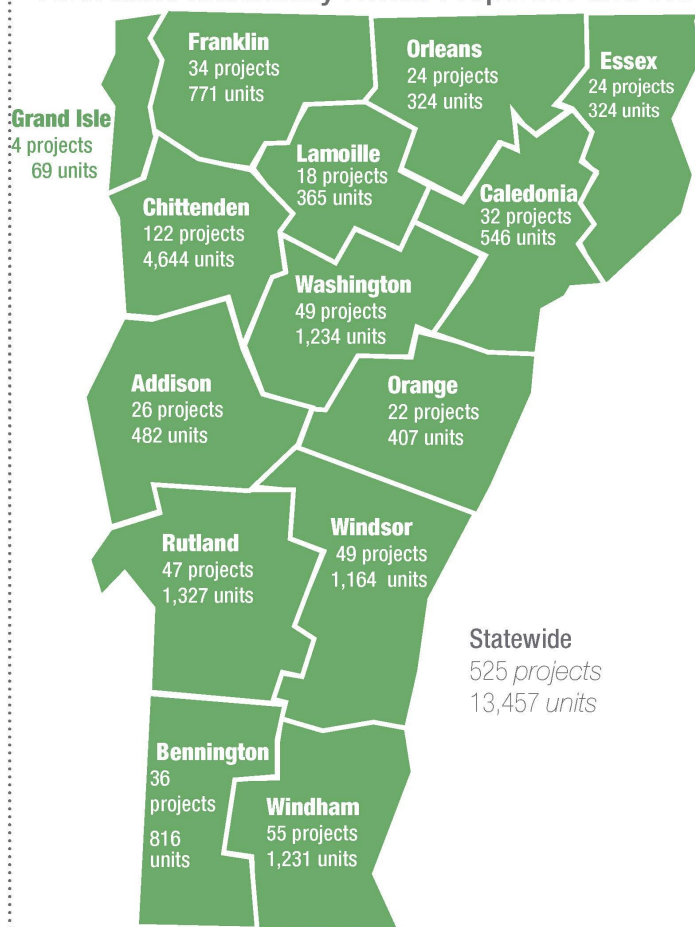 Franklin
34 projects
771 units
Orleans
24 projects
324 units
Essex
24 projects
324 units
Grand Isle
4 projects
69 units
Lamoille
18 projects
365 units
Caledonia
32 projects
546 units
Chittenden
122 projects
4,644 units
Washington
49 projects
1,234 units
Addison
26 projects
482 units
Orange
22 projects
407 units
Rutland
47 projects
1,327 units
Windsor
49 projects
1,164 units
Statewide
525 projects
13,457 units
Bennington
36
projects
816
units
Windham
55 projects
1,231 units